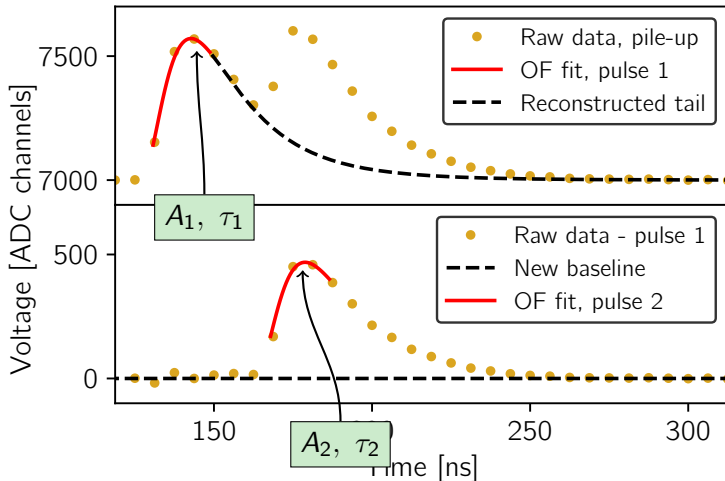 Raw data, pile-up
OF fit, pulse 1
Reconstructed tail
7500
7000
A₁, τ₁
Voltage [ADC channels]
Raw data - pulse 1
New baseline
OF fit, pulse 2
500
0
150
250
300
A₂, τ₂
Time [ns]